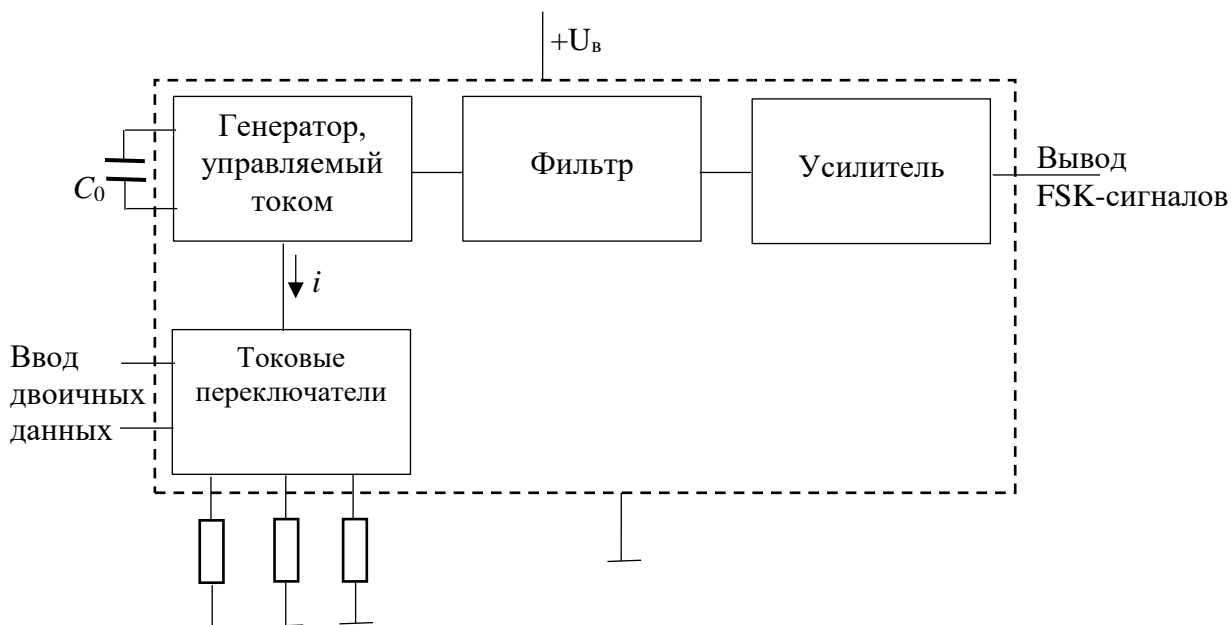 +Uв
Генератор,
управляемый
током
Фильтр
Усилитель
C0
Вывод
FSK-сигналов
i
Ввод
двоичных
данных
Токовые
переключатели